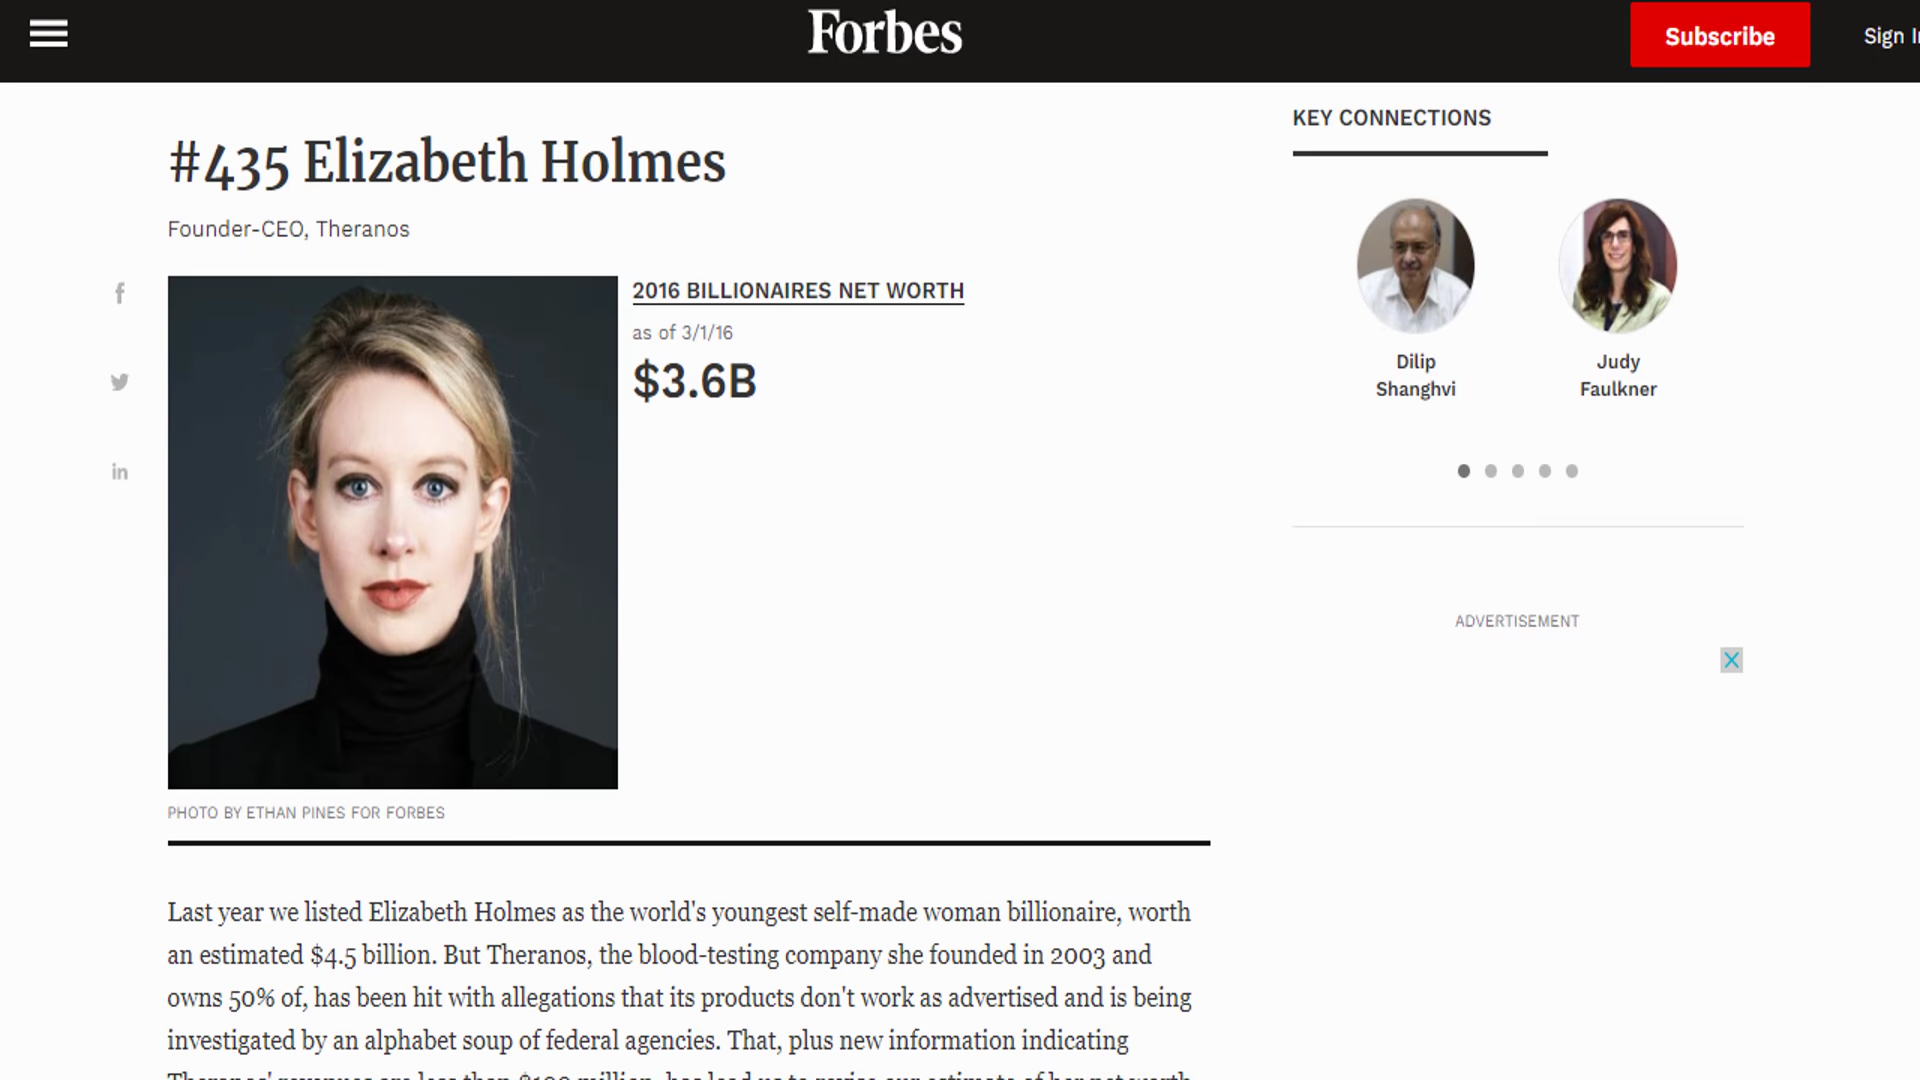 Forbes
Subscribe
Sign
#435 Elizabeth Holmes
Founder-CEO, Theranos
2016 BILLIONAIRES NET WORTH
as of 3/1/16
$3.6B
PHOTO BY ETHAN PINES FOR FORBES
Last year we listed Elizabeth Holmes as the world's youngest self-made woman billionaire, worth
an estimated $4.5 billion. But Theranos, the blood-testing company she founded in 2003 and
owns 50% of, has been hit with allegations that its products don't work as advertised and is being
investigated by an alphabet soup of federal agencies. That, plus new information indicating
KEY CONNECTIONS
Dilip
Shanghvi
Judy
Faulkner
ADVERTISEMENT